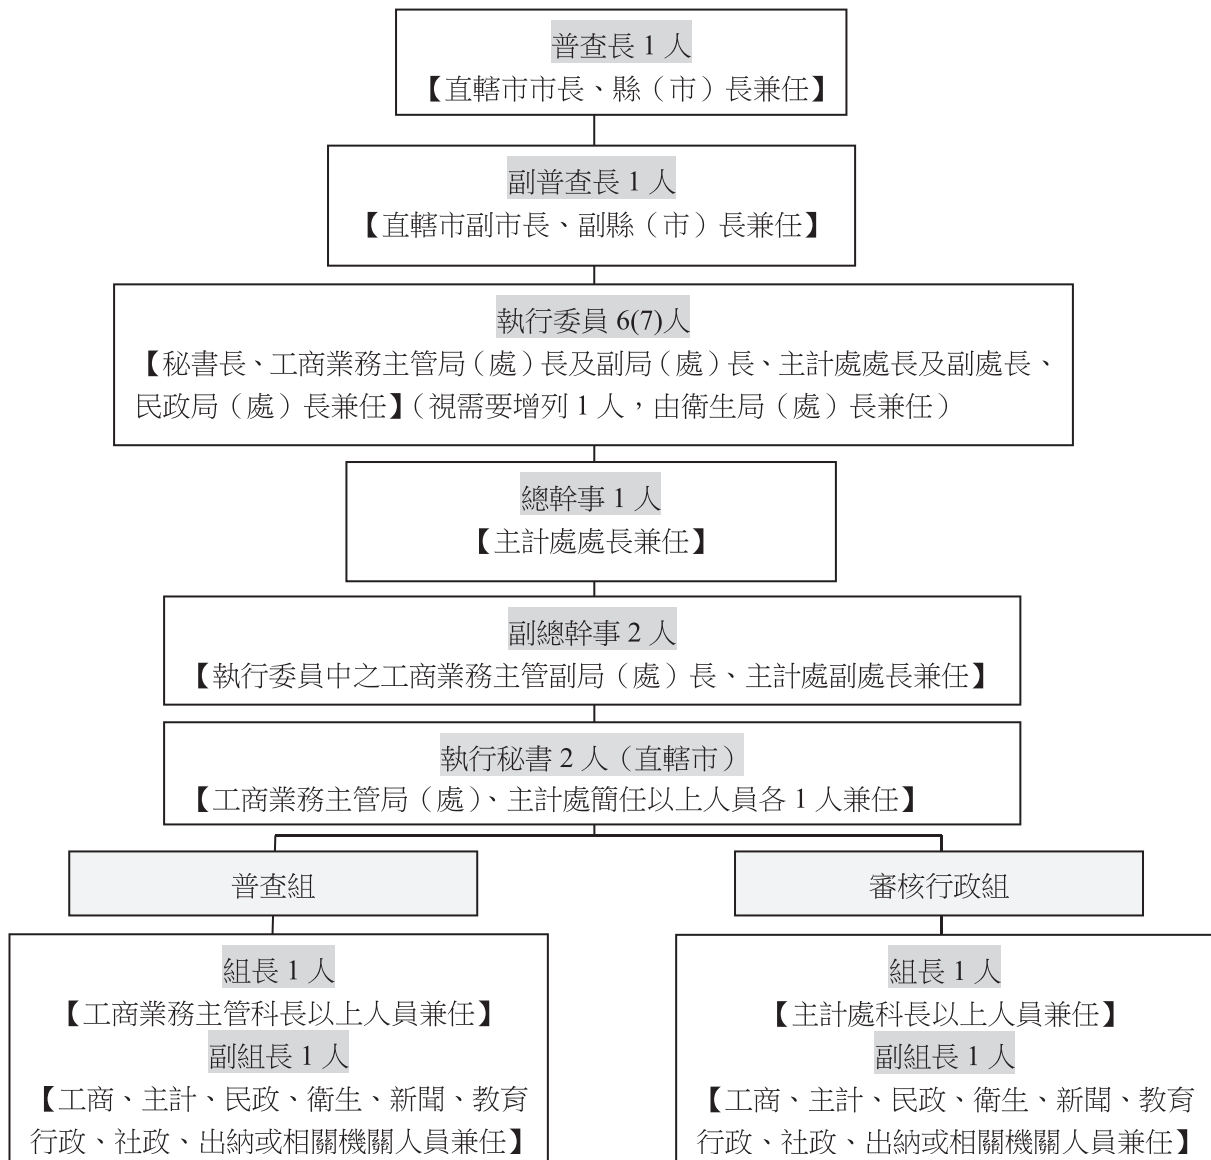 普查長 1 人
【直轄市市長、縣（市）長兼任】
副普查長 1 人
【直轄市副市長、副縣（市）長兼任】
執行委員 6(7)人
【秘書長、工商業務主管局（處）長及副局（處）長、主計處處長及副處長、
民政局（處）長兼任】（視需要增列 1 人，由衛生局（處）長兼任）
總幹事 1 人
【主計處處長兼任】
副總幹事 2 人
【執行委員中之工商業務主管副局（處）長、主計處副處長兼任】
執行秘書 2 人（直轄市）
【工商業務主管局（處）、主計處簡任以上人員各 1 人兼任】
普查組
組長 1 人
【工商業務主管科長以上人員兼任】
副組長 1 人
【工商、主計、民政、衛生、新聞、教育
行政、社政、出納或相關機關人員兼任】
審核行政組
組長 1 人
【主計處科長以上人員兼任】
副組長 1 人
【工商、主計、民政、衛生、新聞、教育
行政、社政、出納或相關機關人員兼任】